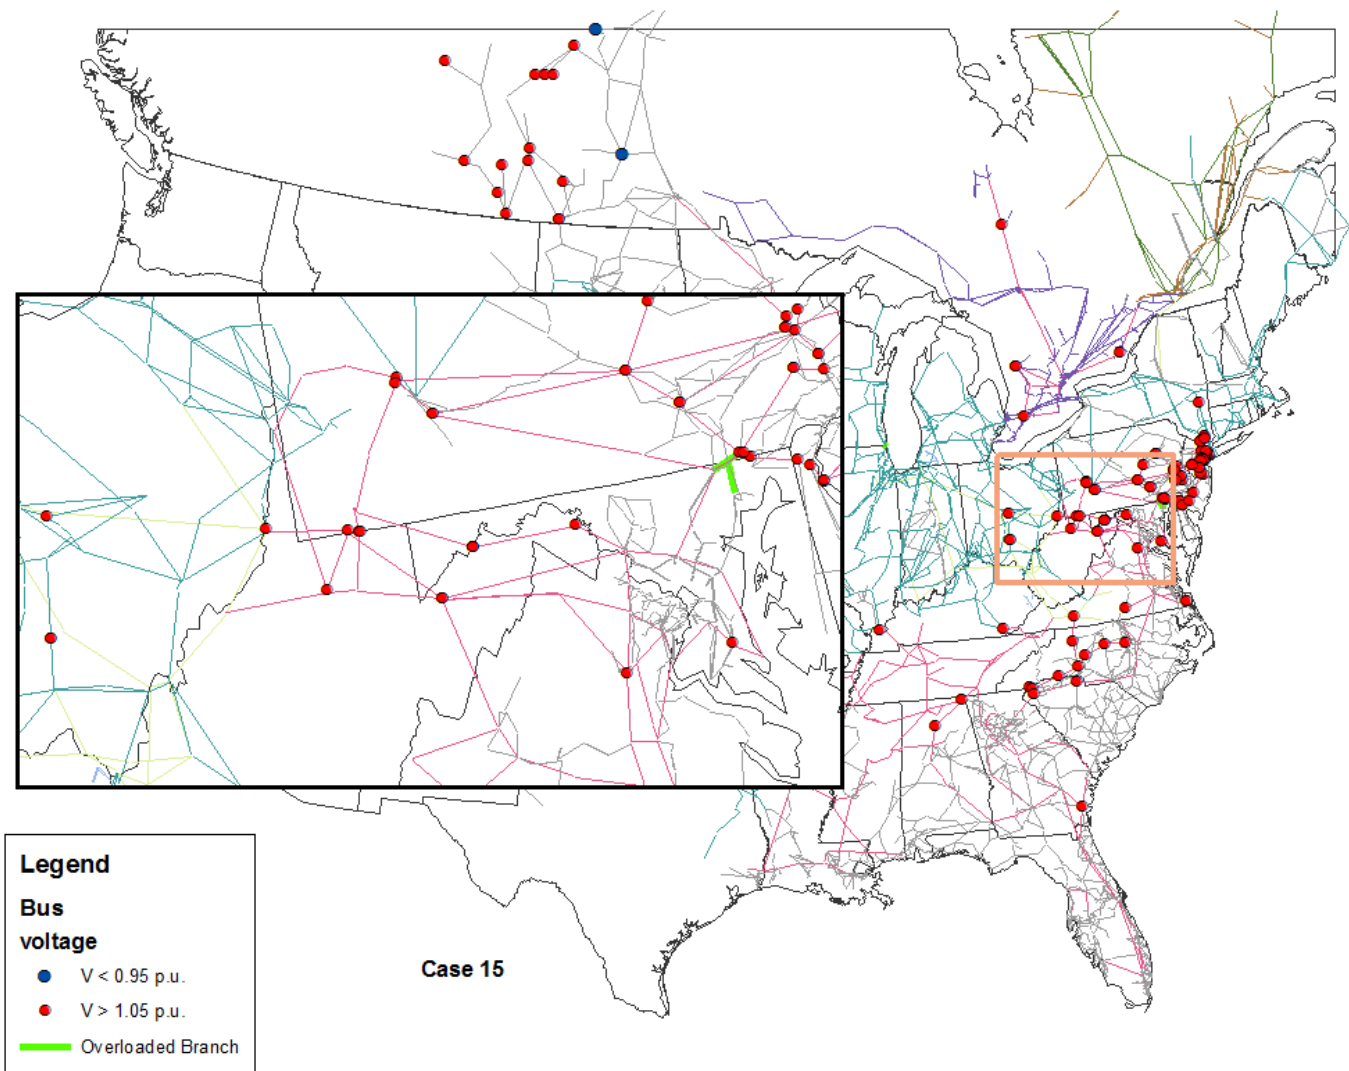 Legend
Bus
voltage
V < 0.95 p.u.
V > 1.05 p.u.
Overloaded Branch
Case 15